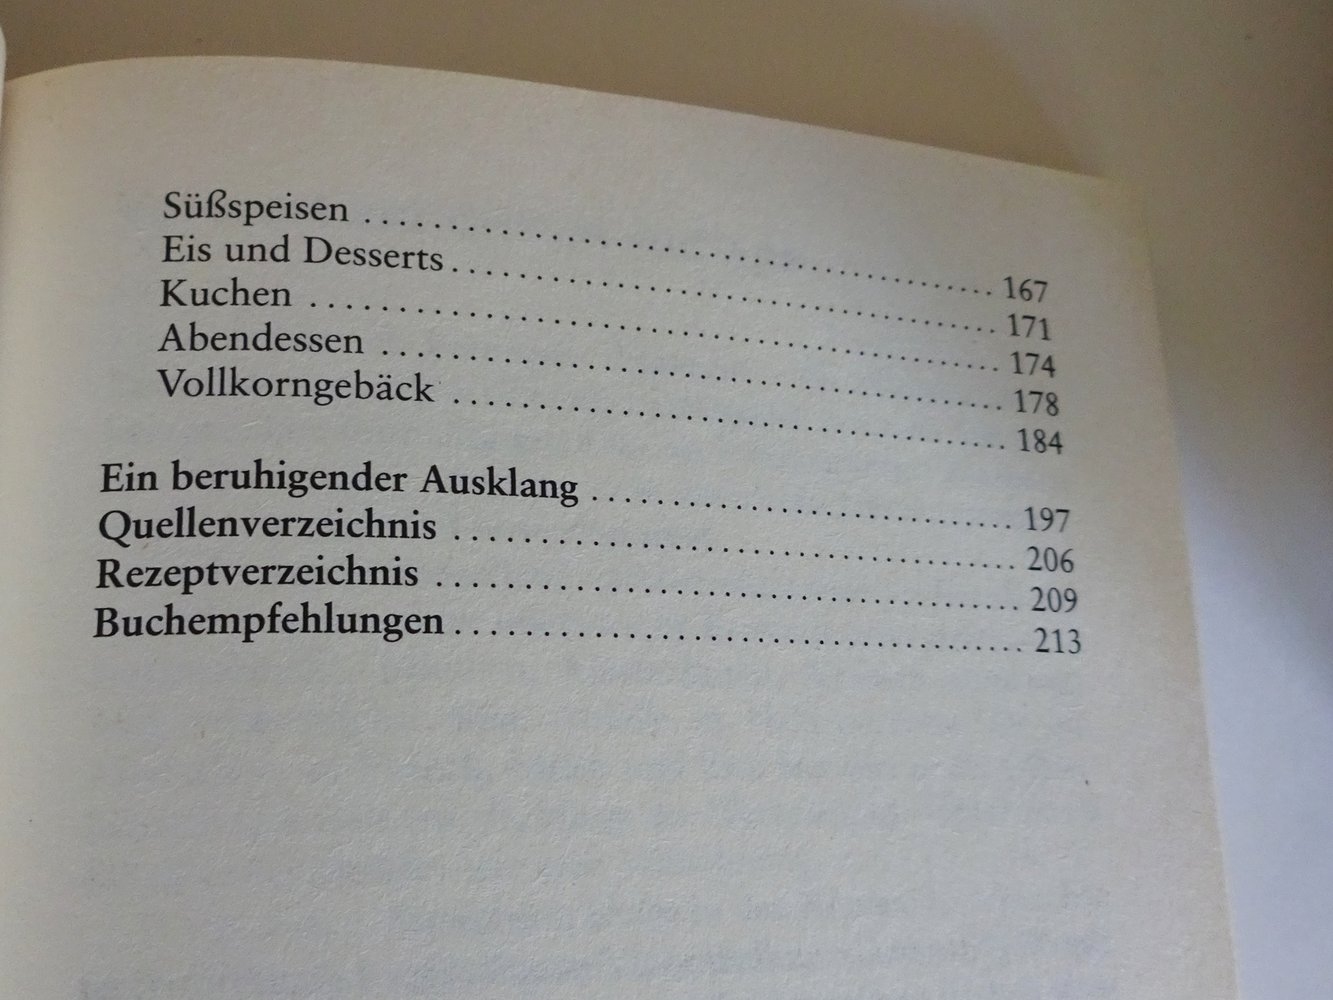 Süßspeisen . . . . . . . . . . . . . . . . . . . . . . . . . . . . . . . . . . . . . . . 167
Eis und Desserts . . . . . . . . . . . . . . . . . . . . . . . . . . . . . . . . . . 171
Kuchen . . . . . . . . . . . . . . . . . . . . . . . . . . . . . . . . . . . . . . . . . . 174
Abendessen . . . . . . . . . . . . . . . . . . . . . . . . . . . . . . . . . . . . . . 178
Vollkorngebäck . . . . . . . . . . . . . . . . . . . . . . . . . . . . . . . . . . 184
Ein beruhigender Ausklang . . . . . . . . . . . . . . . . . . . . . . . . . . 197
Quellenverzeichnis . . . . . . . . . . . . . . . . . . . . . . . . . . . . . . . . . . 206
Rezeptverzeichnis . . . . . . . . . . . . . . . . . . . . . . . . . . . . . . . . . . . 209
Buchempfehlungen . . . . . . . . . . . . . . . . . . . . . . . . . . . . . . . . . . 213